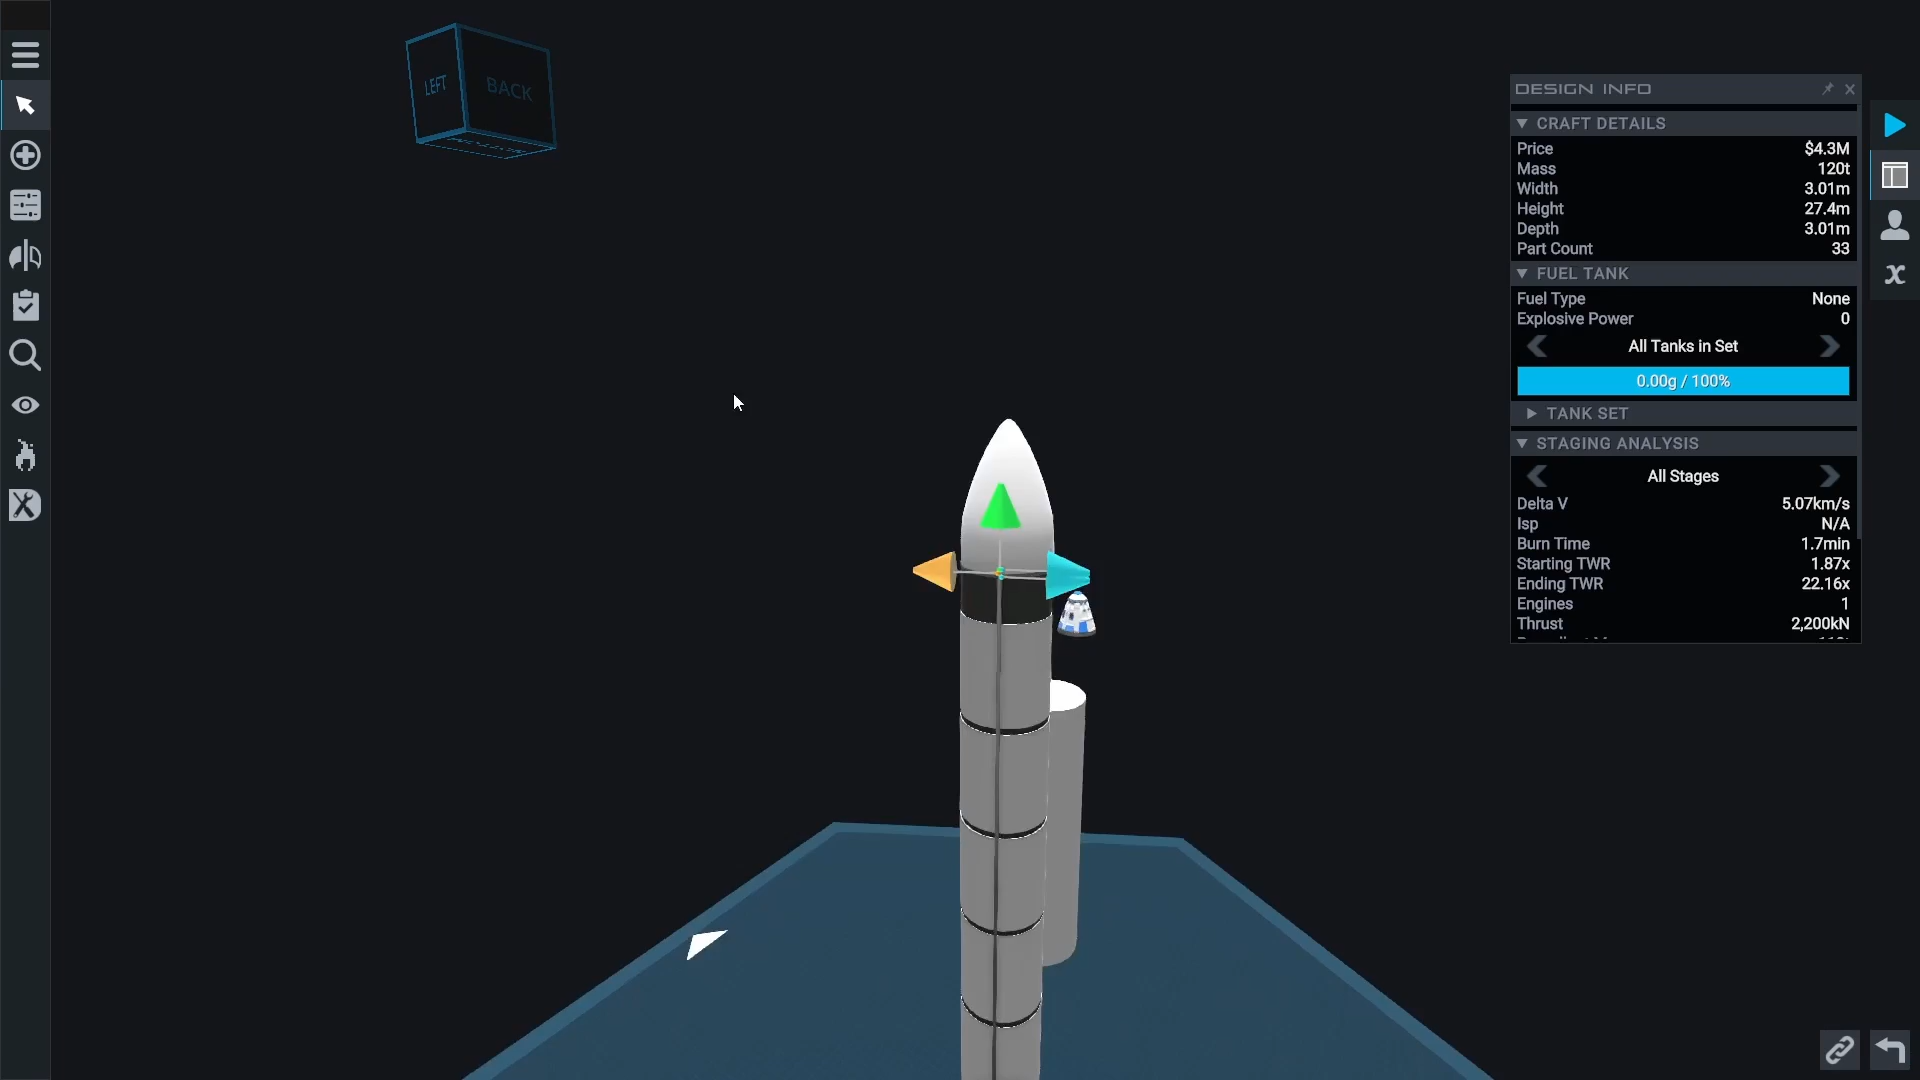 LEFT
BACK
DESIGN INFO
CRAFT DETAILS
Price $4.3M
Mass 120t
Width 3.01m
Height 27.4m
Depth 3.01m
Part Count 33
FUEL TANK
Fuel Type None
Explosive Power 0
All Tanks in Set
0.00g / 100%
TANK SET
STAGING ANALYSIS
All Stages
Delta V 5.07km/s
Isp N/A
Burn Time 1.7min
Starting TWR 1.87x
Ending TWR 22.16x
Engines 1
Thrust 2,200kN